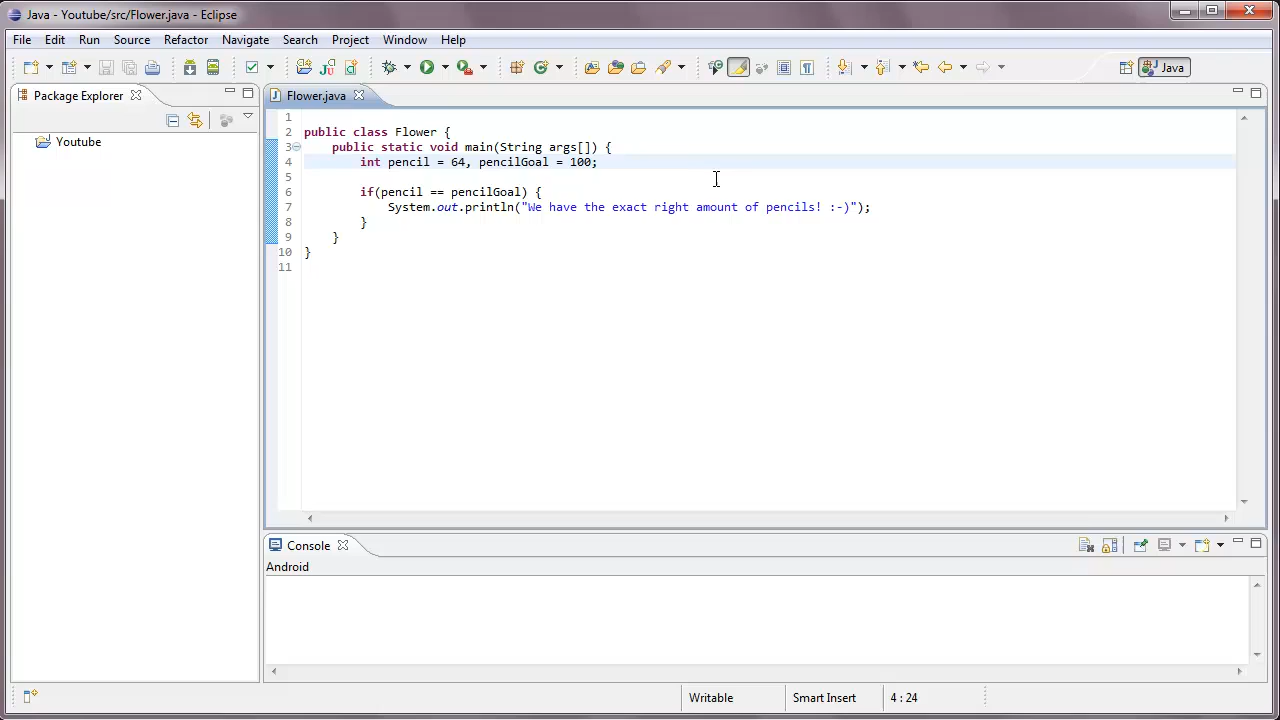 Java - Youtube/src/Flower.java - Eclipse
File Edit Run Source Refactor Navigate Search Project Window Help
Java
Package Explorer
Youtube
Flower.java
1
2 public class Flower {
3 public static void main(String args[]) {
4 int pencil = 64, pencilGoal = 100;
5
6 if(pencil == pencilGoal) {
7 System.out.println("We have the exact right amount of pencils! :-)");
8 }
9 }
10 }
11
Console
Android
Writable Smart Insert 4 : 24